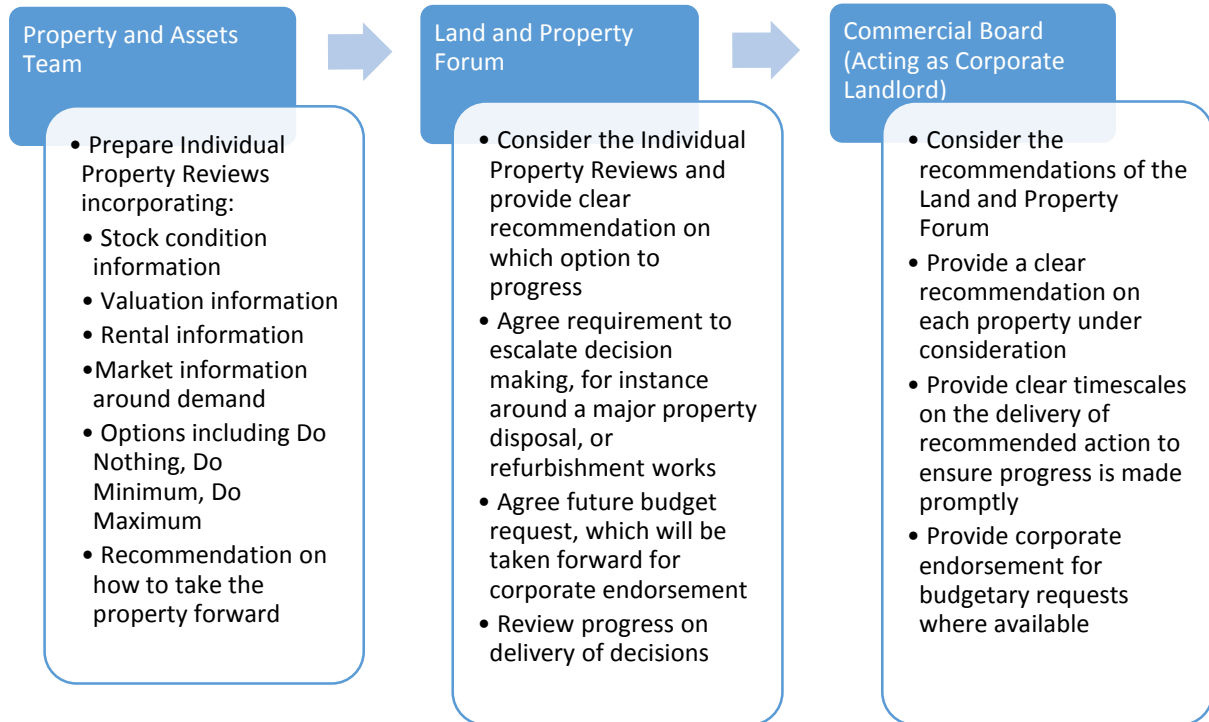 Property and Assets
Team
• Prepare Individual
Property Reviews
incorporating:
• Stock condition
information
• Valuation information
• Rental information
•Market information
around demand
• Options including Do
Nothing, Do
Minimum, Do
Maximum
• Recommendation on
how to take the
property forward
Land and Property
Forum
• Consider the Individual
Property Reviews and
provide clear
recommendation on
which option to
progress
• Agree requirement to
escalate decision
making, for instance
around a major property
disposal, or
refurbishment works
• Agree future budget
request, which will be
taken forward for
corporate endorsement
• Review progress on
delivery of decisions
Commercial Board
(Acting as Corporate
Landlord)
• Consider the
recommendations of the
Land and Property
Forum
• Provide a clear
recommendation on
each property under
consideration
• Provide clear timescales
on the delivery of
recommended action to
ensure progress is made
promptly
• Provide corporate
endorsement for
budgetary requests
where available